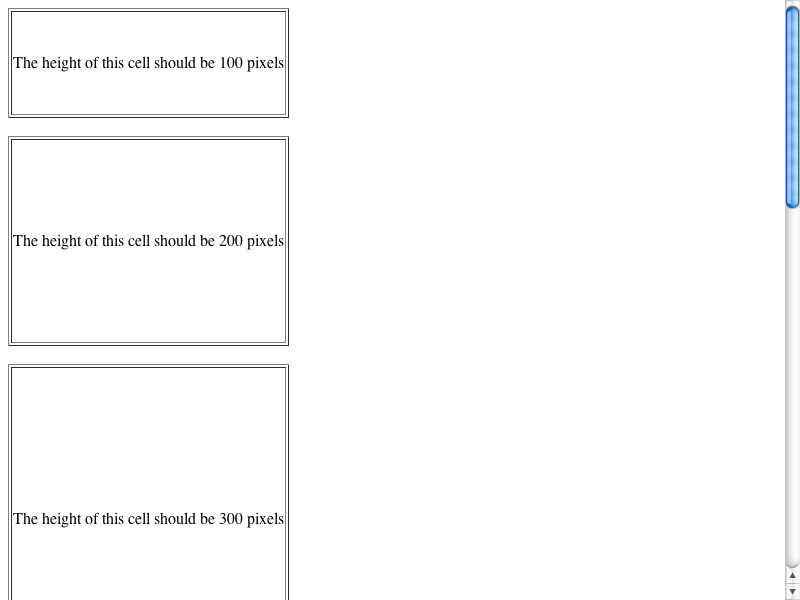 The height of this cell should be 100 pixels
The height of this cell should be 200 pixels
The height of this cell should be 300 pixels